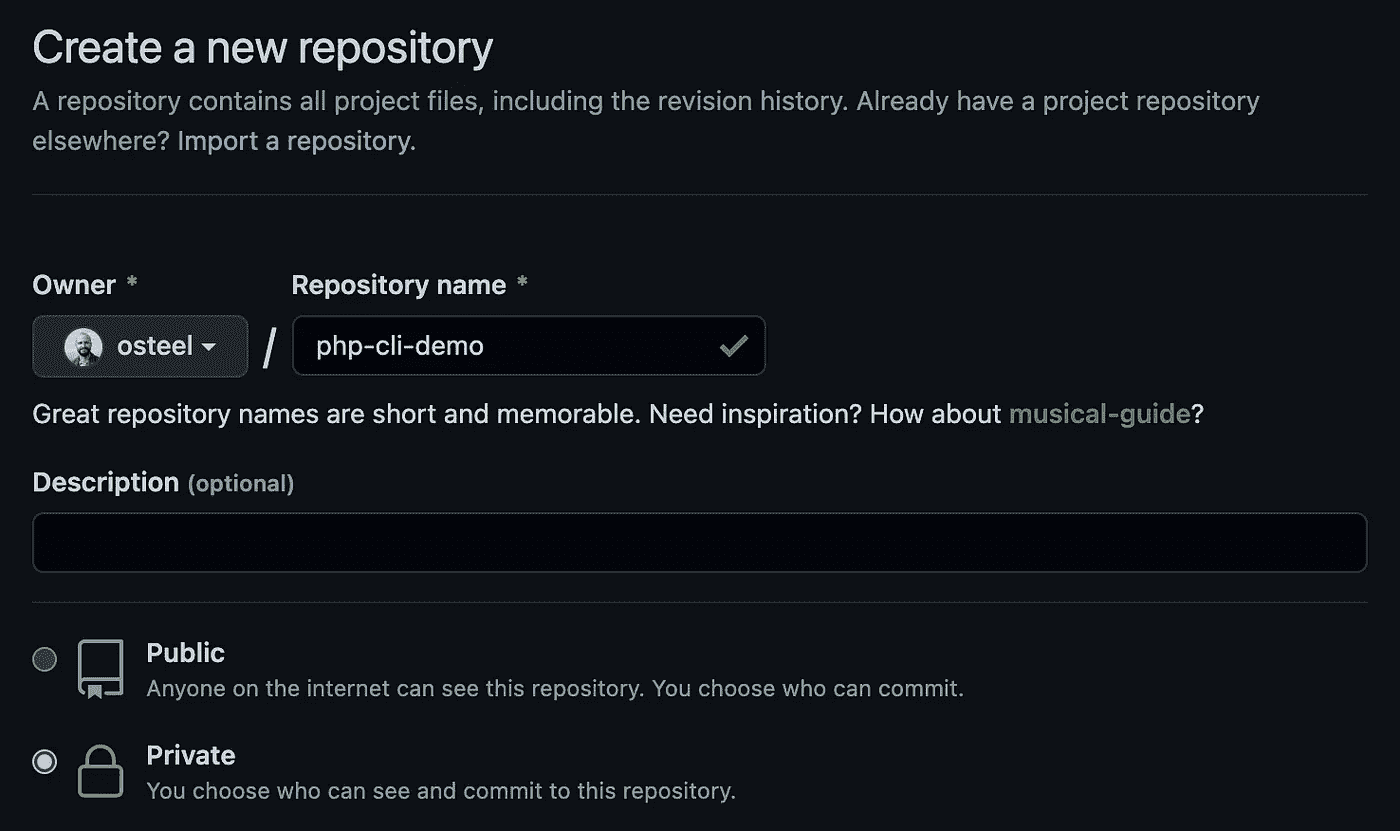 Create a new repository
A repository contains all project files, including the revision history. Already have a project repository
elsewhere? Import a repository.
Owner *
Repository name *
osteel / php-cli-demo
Great repository names are short and memorable. Need inspiration? How about musical-guide?
Description (optional)
Public
Anyone on the internet can see this repository. You choose who can commit.
Private
You choose who can see and commit to this repository.